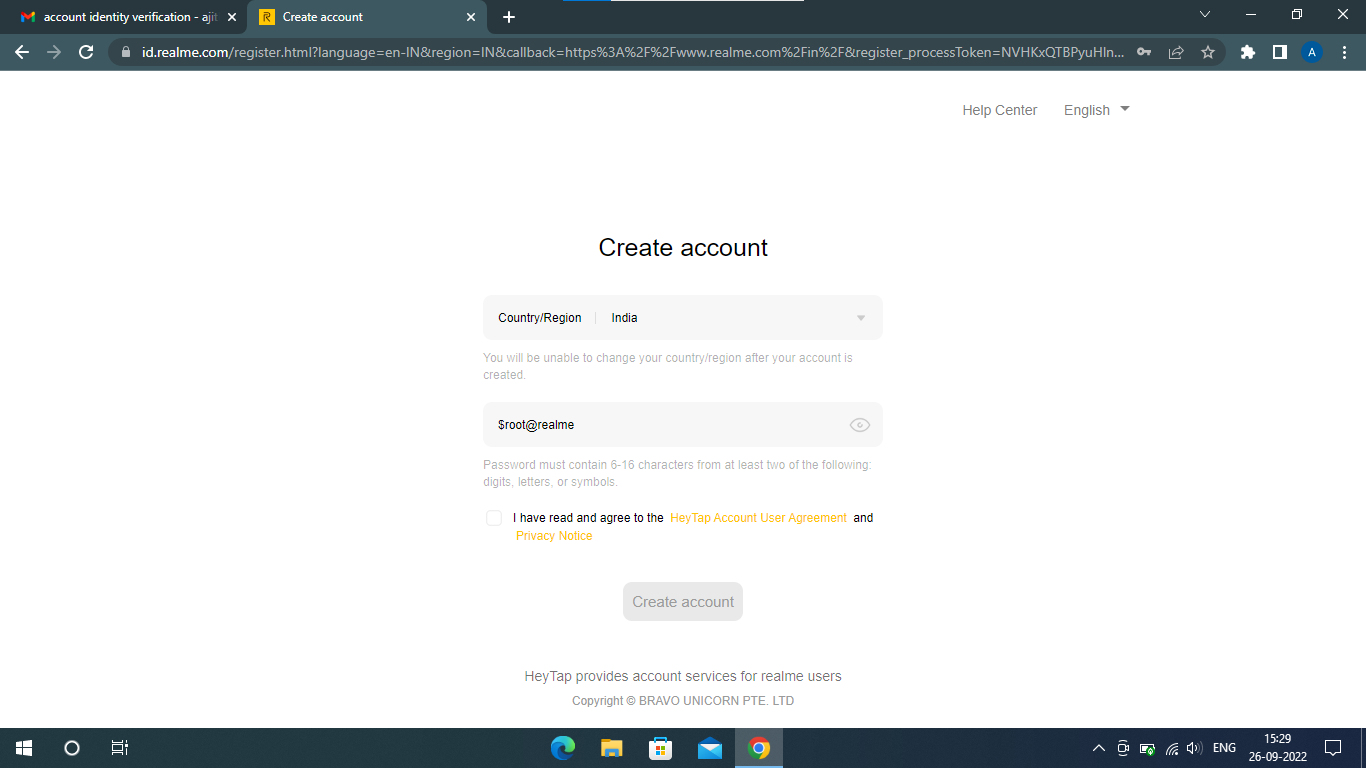 account identity verification - ajit
Create account
id.realme.com/register.html?language=en-IN&region=IN&callback=https%3A%2F%2Fwww.realme.com%2Fin%2F&register_processToken=NVHKxQTBPyuHIn...
A
Help Center English
Create account
Country/Region India
You will be unable to change your country/region after your account is
created.
$root@realme
Password must contain 6-16 characters from at least two of the following:
digits, letters, or symbols.
I have read and agree to the HeyTap Account User Agreement and
Privacy Notice
Create account
HeyTap provides account services for realme users
Copyright © BRAVO UNICORN PTE. LTD
ENG
15:29
26-09-2022